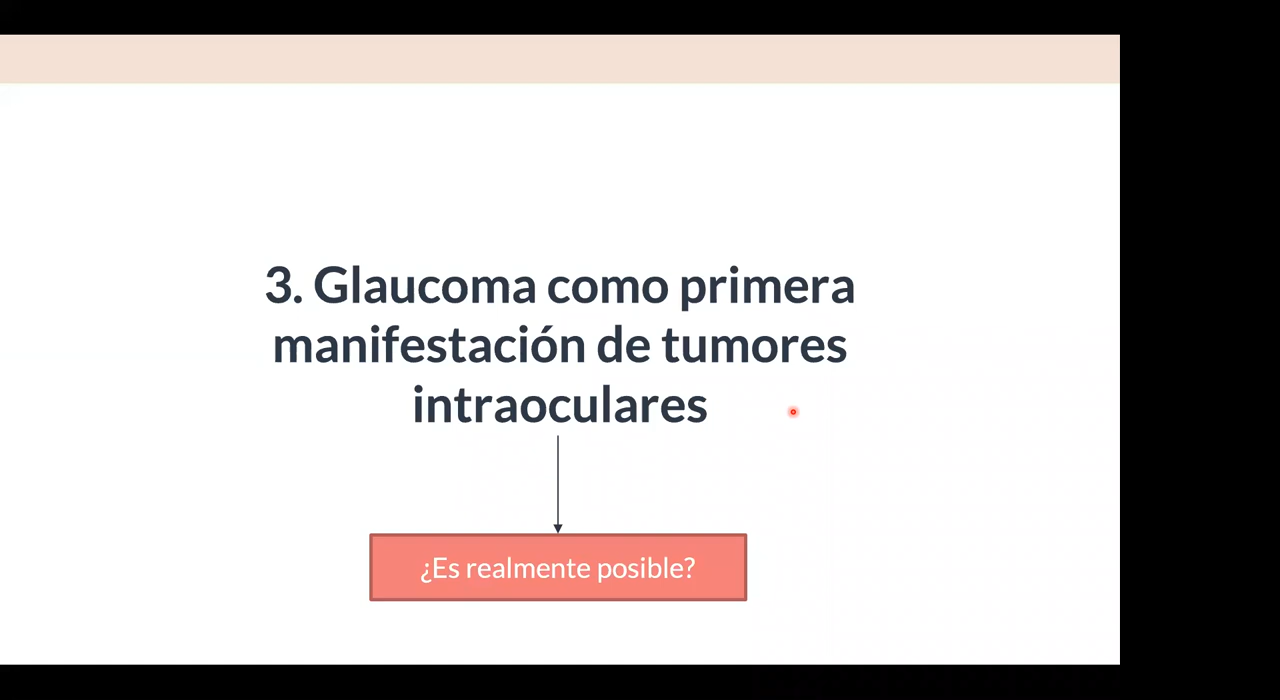 3. Glaucoma como primera
manifestación de tumores
intraoculares
¿Es realmente posible?